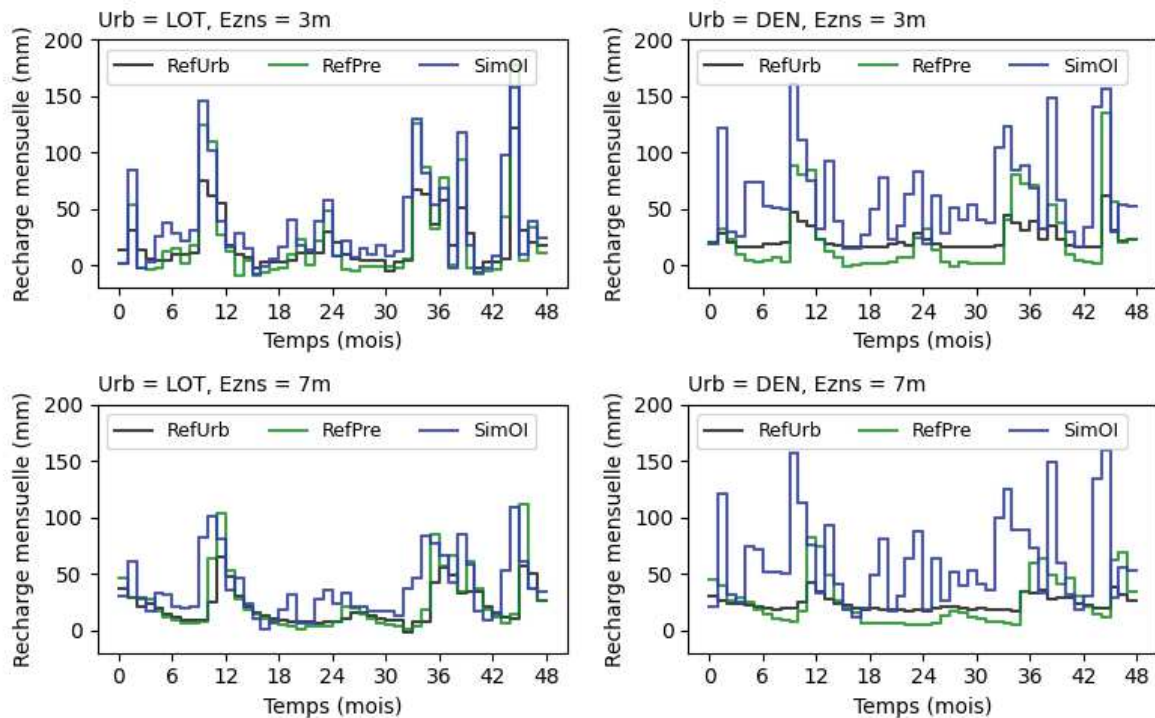 Urb = LOT, Ezns = 3m
Recharge mensuelle (mm)
200
150
100
50
0
RefUrb RefPre SimOI
0 6 12 18 24 30 36 42 48
Temps (mois)
Urb = DEN, Ezns = 3m
Recharge mensuelle (mm)
200
150
100
50
0
RefUrb RefPre SimOI
0 6 12 18 24 30 36 42 48
Temps (mois)
Urb = LOT, Ezns = 7m
Recharge mensuelle (mm)
200
150
100
50
0
RefUrb RefPre SimOI
0 6 12 18 24 30 36 42 48
Temps (mois)
Urb = DEN, Ezns = 7m
Recharge mensuelle (mm)
200
150
100
50
0
RefUrb RefPre SimOI
0 6 12 18 24 30 36 42 48
Temps (mois)